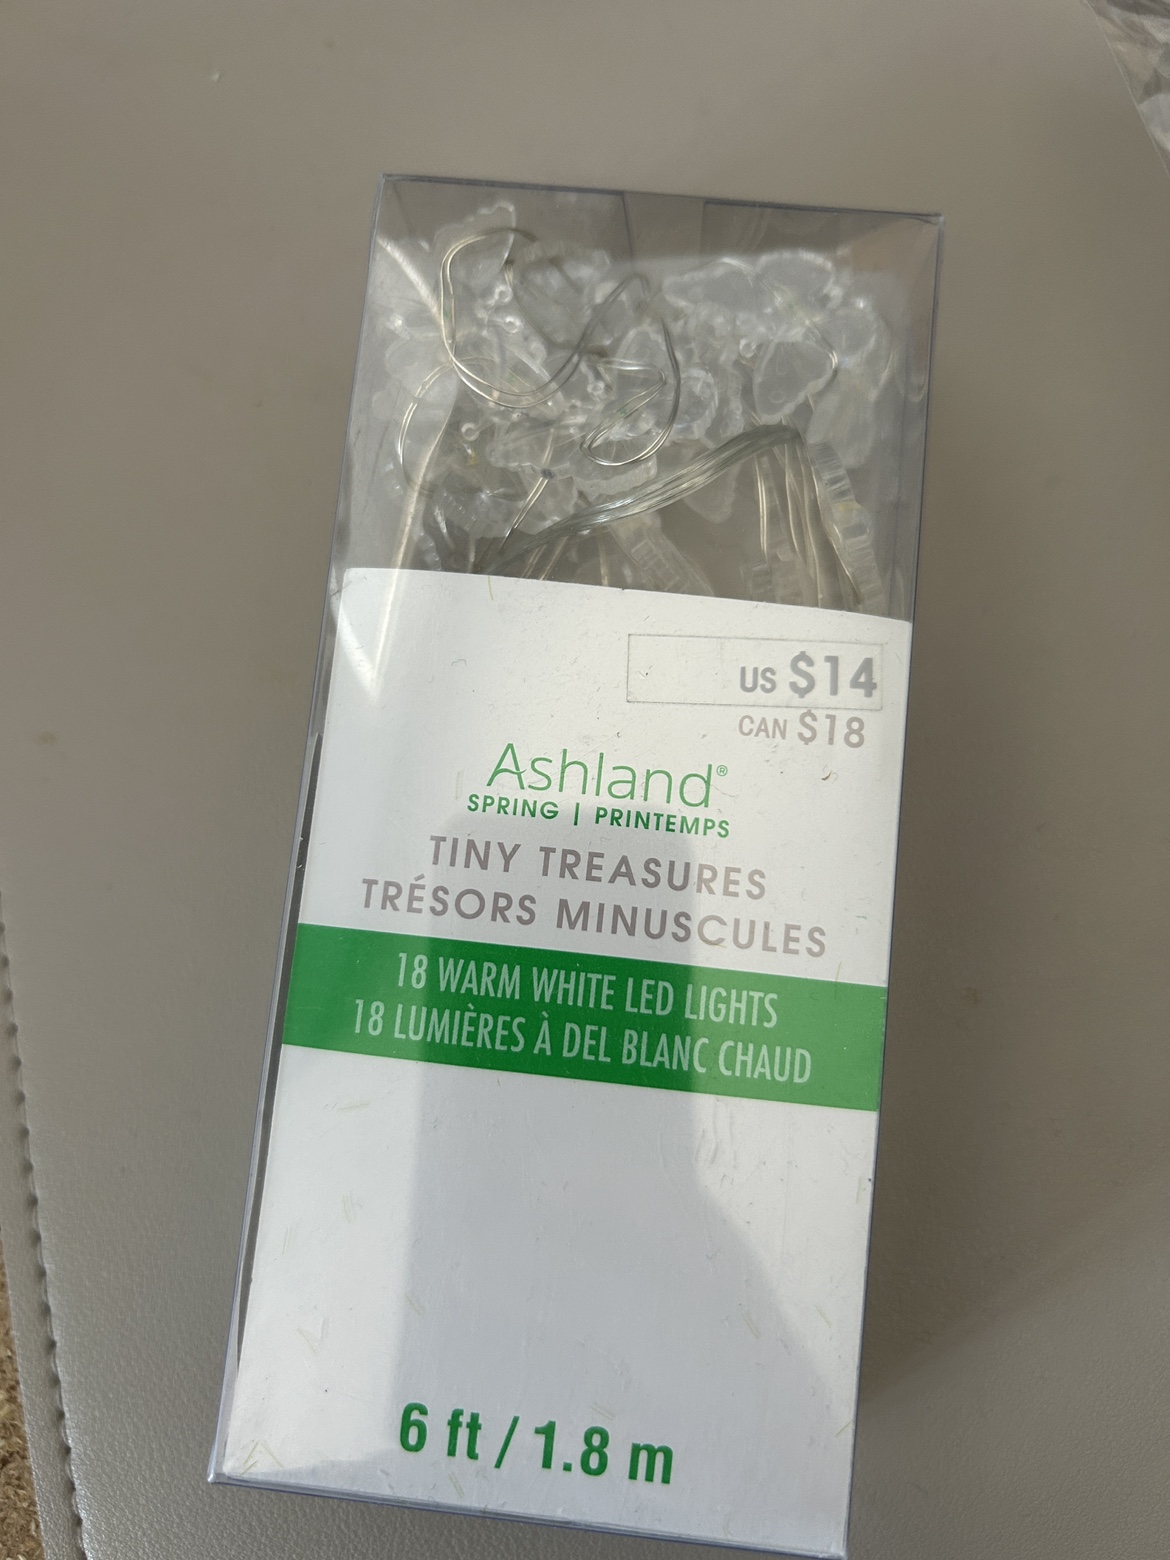 US $14
CAN $18
Ashland®
SPRING | PRINTEMPS
TINY TREASURES
TRÉSORS MINUSCULES
18 WARM WHITE LED LIGHTS
18 LUMIÈRES À DEL BLANC CHAUD
6 ft / 1.8 m